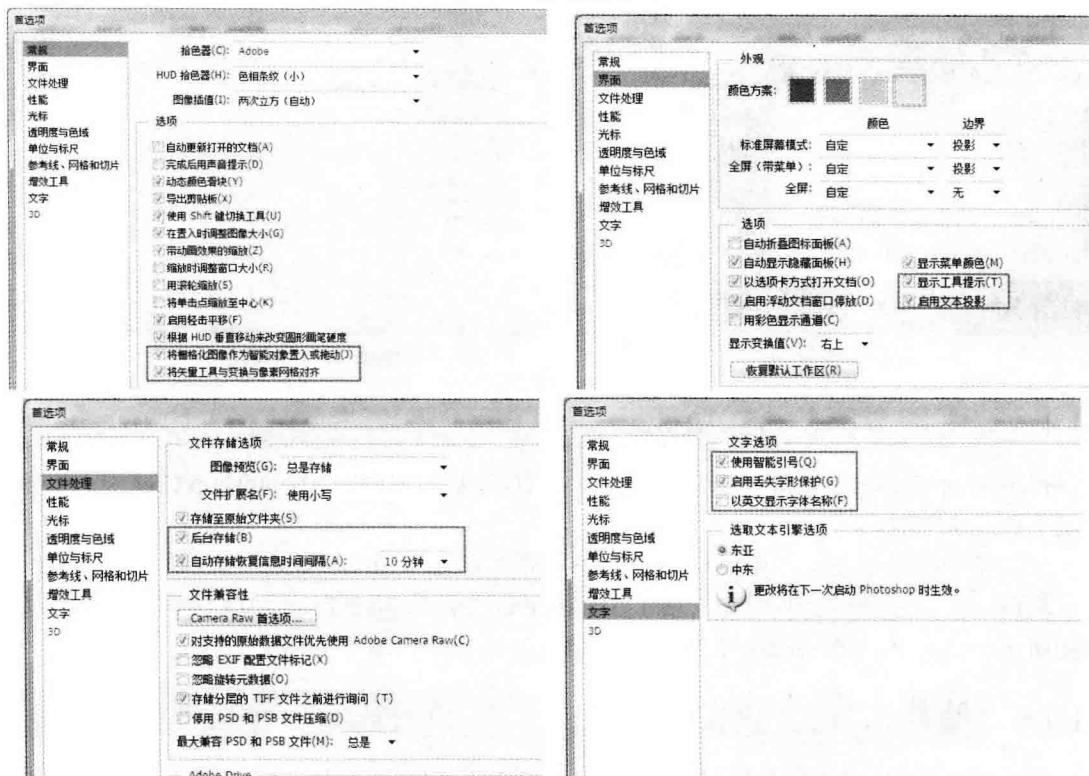 首选项
常规
界面
文件处理
性能
光标
透明度与色域
单位与标尺
参考线、网格和切片
增效工具
文字
3D
拾色器(C): Adobe
HUD 拾色器(H): 色相条纹（小）
图像插值(I): 两次立方（自动）
选项
自动更新打开的文档(A)
完成后用声音提示(D)
动态颜色滑块(Y)
导出剪贴板(X)
使用 Shift 键切换工具(U)
在置入时调整图像大小(G)
带动画效果的缩放(Z)
缩放时调整窗口大小(R)
用滚轮缩放(S)
将单击点缩放至中心(K)
启用轻击平移(F)
根据 HUD 垂直移动来改变圆形画笔硬度
将栅格化图像作为智能对象置入或拖动(J)
将矢量工具与变换与像素网格对齐
首选项
常规
界面
文件处理
性能
光标
透明度与色域
单位与标尺
参考线、网格和切片
增效工具
文字
3D
外观
颜色方案:
颜色 边界
标准屏幕模式: 自定 投影
全屏（带菜单）: 自定 投影
全屏: 自定 无
选项
自动折叠图标面板(A)
自动显示隐藏面板(H) 显示菜单颜色(M)
以选项卡方式打开文档(O) 显示工具提示(T)
启用浮动文档窗口停放(D) 启用文本投影
用彩色显示通道(C)
显示变换值(V): 右上
恢复默认工作区(R)
首选项
常规
界面
文件处理
性能
光标
透明度与色域
单位与标尺
参考线、网格和切片
增效工具
文字
3D
文件存储选项
图像预览(G): 总是存储
文件扩展名(F): 使用小写
存储至原始文件夹(S)
后台存储(B)
自动存储恢复信息时间间隔(A): 10 分钟
文件兼容性
Camera Raw 首选项...
对支持的原始数据文件优先使用 Adobe Camera Raw(C)
忽略 EXIF 配置文件标记(X)
忽略旋转元数据(O)
存储分层的 TIFF 文件之前进行询问 (T)
停用 PSD 和 PSB 文件压缩(D)
最大兼容 PSD 和 PSB 文件(M): 总是
Adobe Drive
首选项
常规
界面
文件处理
性能
光标
透明度与色域
单位与标尺
参考线、网格和切片
增效工具
文字
3D
文字选项
使用智能引号(Q)
启用丢失字形保护(G)
以英文显示字体名称(F)
选取文本引擎选项
东亚
中东
更改将在下一次启动 Photoshop 时生效。